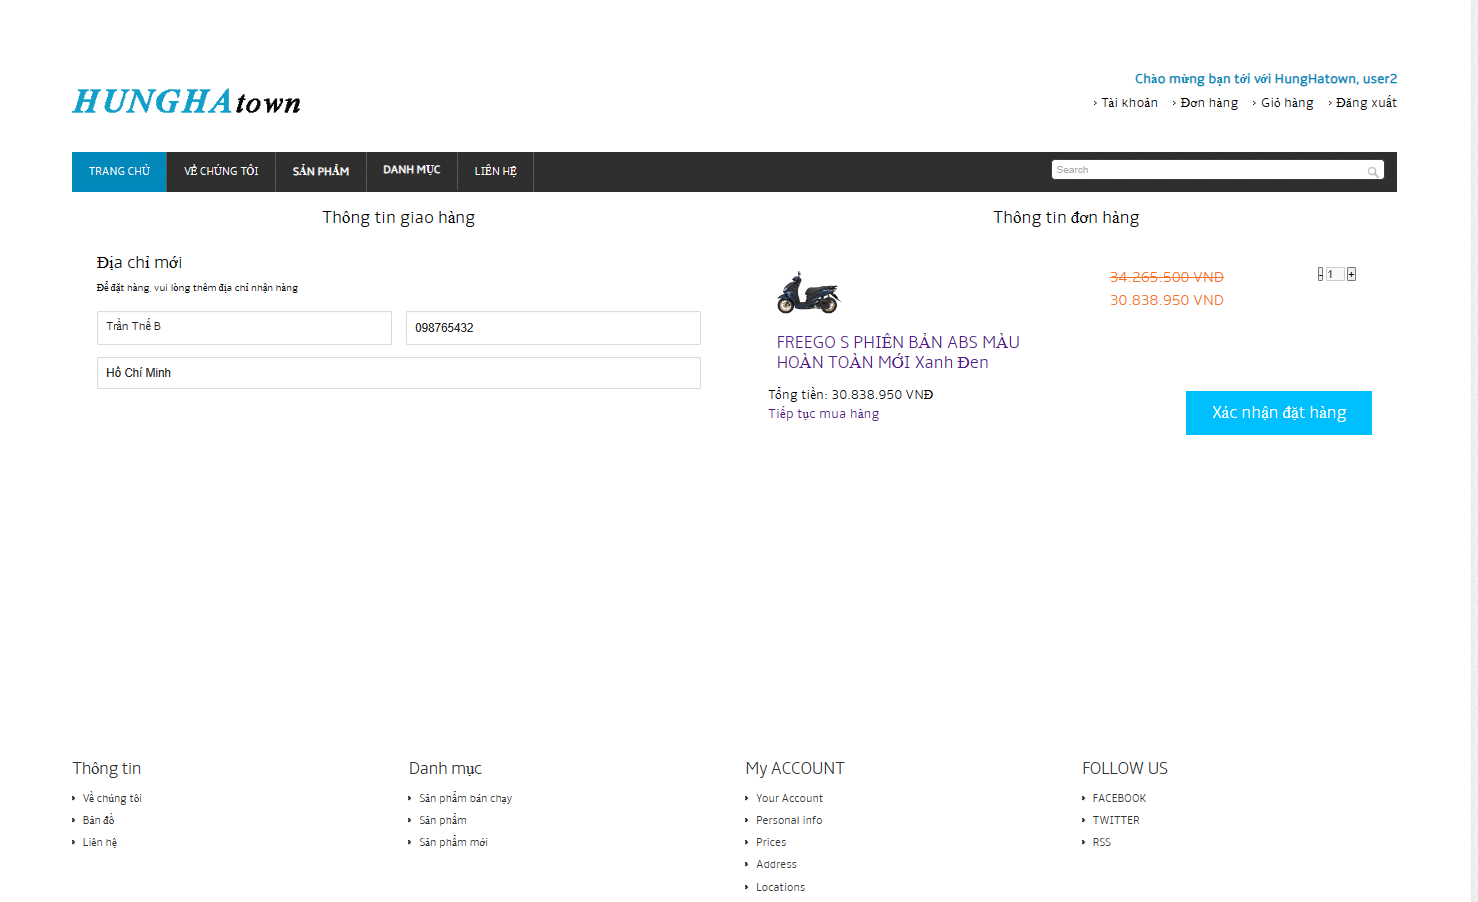 HUNGHAtown
Chào mừng bạn tới với HungHatown, user2
Tài khoản Đơn hàng Giỏ hàng Đăng xuất
TRANG CHỦ VỀ CHÚNG TÔI SẢN PHẨM DANH MỤC LIÊN HỆ Search
Thông tin giao hàng
Địa chỉ mới
Để đặt hàng, vui lòng thêm địa chỉ nhận hàng
Trần Thế B 098765432
Hồ Chí Minh
Thông tin đơn hàng
34.265.500 VND - 1 +
30.838.950 VND
FREEGO S PHIÊN BẢN ABS MÀU
HOÀN TOÀN MỚI Xanh Đen
Tổng tiền: 30.838.950 VNĐ
Tiếp tục mua hàng
Xác nhận đặt hàng
Thông tin
Về chúng tôi
Bản đồ
Liên hệ
Danh mục
Sản phẩm bán chạy
Sản phẩm
Sản phẩm mới
My ACCOUNT
Your Account
Personal info
Prices
Address
Locations
FOLLOW US
FACEBOOK
TWITTER
RSS